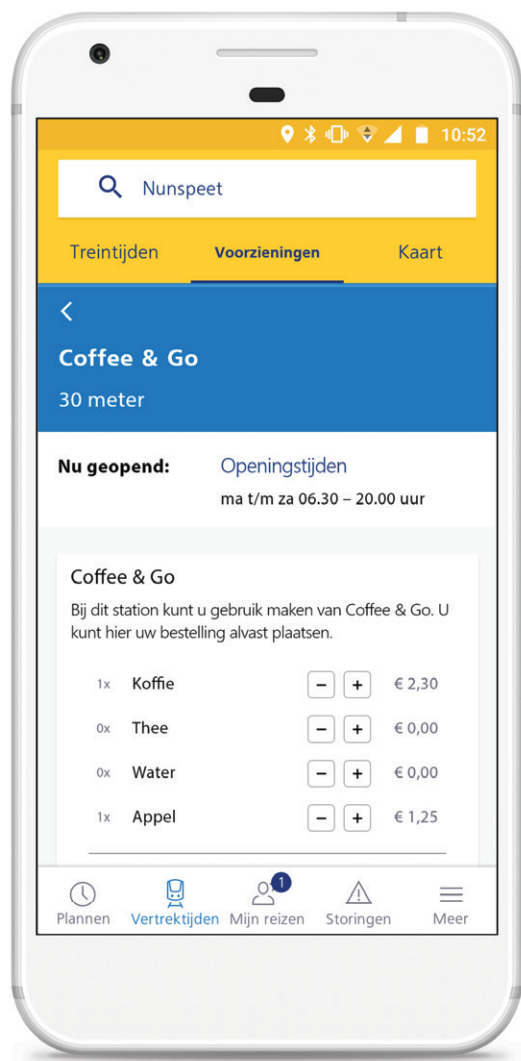 10:52
Nunspeet
Treintijden Voorzieningen Kaart
Coffee & Go
30 meter
Nu geopend: Openingstijden
ma t/m za 06.30 – 20.00 uur
Coffee & Go
Bij dit station kunt u gebruik maken van Coffee & Go. U
kunt hier uw bestelling alvast plaatsen.
1x Koffie − + € 2,30
0x Thee − + € 0,00
0x Water − + € 0,00
1x Appel − + € 1,25
1
Plannen Vertrektijden Mijn reizen Storingen Meer